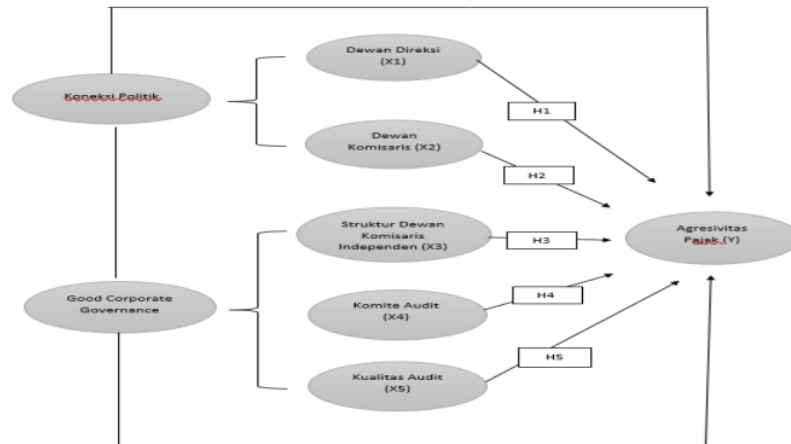 Dewan Direksi
(X1)
Koneksi Politik
H1
Dewan
Komisaris (X2)
H2
Struktur Dewan
Komisaris
Independen (X3)
H3
Agresivitas
Pajak (Y)
Good Corporate
Governance
Komite Audit
(X4)
H4
Kualitas Audit
(X5)
H5